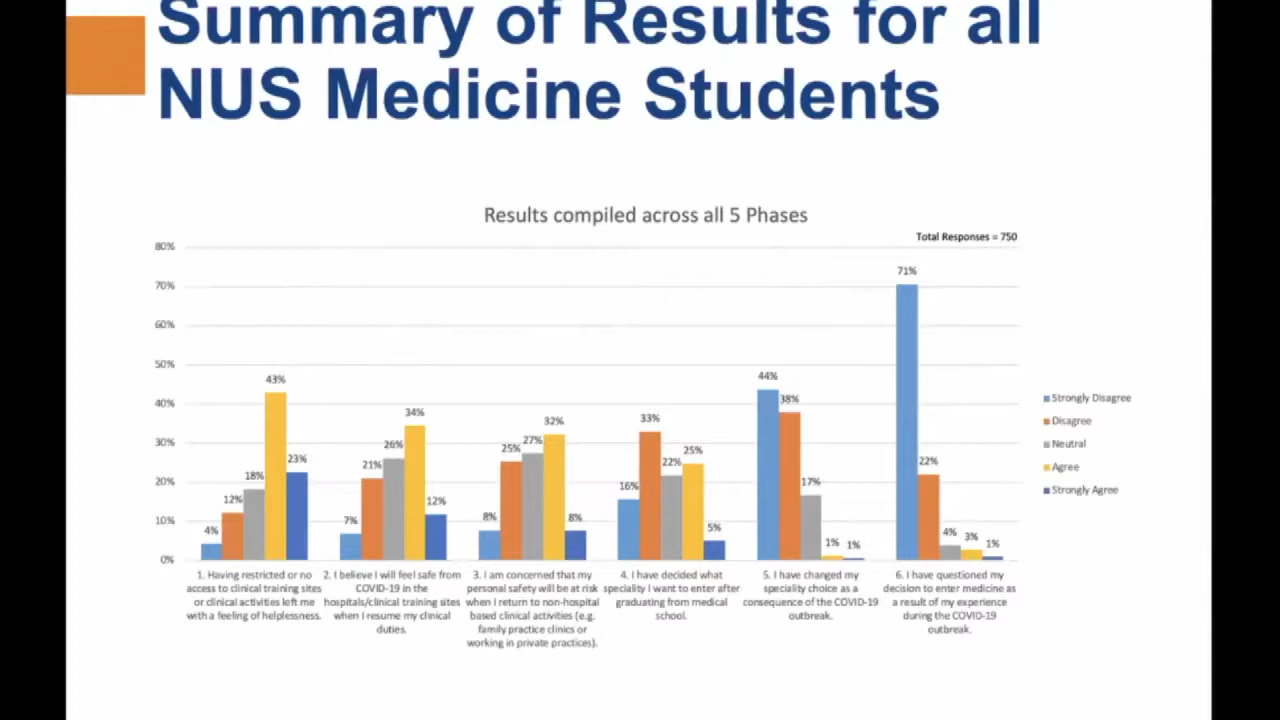 Summary of Results for all
NUS Medicine Students
Results compiled across all 5 Phases
Total Responses = 750
80%
70%
60%
50%
40%
30%
20%
10%
0%
4%
12%
18%
43%
23%
7%
21%
26%
34%
12%
8%
25%
27%
32%
8%
16%
33%
22%
25%
5%
44%
38%
17%
1%
1%
71%
22%
4%
3%
1%
1. Having restricted or no
access to clinical training sites
or clinical activities left me
with a feeling of helplessness.
2. I believe I will feel safe from
COVID-19 in the
hospitals/clinical training sites
when I resume my clinical
duties.
3. I am concerned that my
personal safety will be at risk
when I return to non-hospital
based clinical activities (e.g.
family practice clinics or
working in private practices).
4. I have decided what
speciality I want to enter after
graduating from medical
school.
5. I have changed my
speciality choice as a
consequence of the COVID-19
outbreak.
6. I have questioned my
decision to enter medicine as
a result of my experience
during the COVID-19
outbreak.
Strongly Disagree
Disagree
Neutral
Agree
Strongly Agree